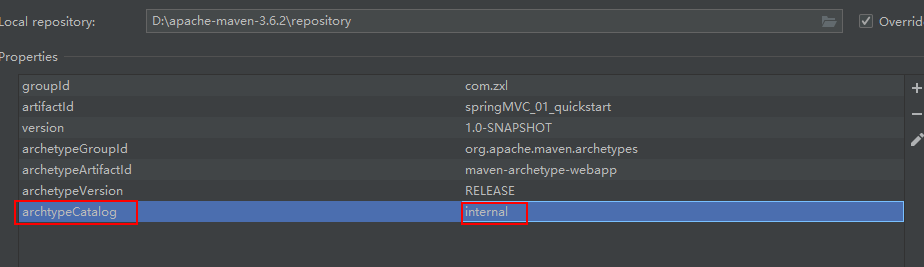 Local repository: D:\apache-maven-3.6.2\repository Overrid
Properties
groupId com.zxl
artifactId springMVC_01_quickstart
version 1.0-SNAPSHOT
archetypeGroupId org.apache.maven.archetypes
archetypeArtifactId maven-archetype-webapp
archetypeVersion RELEASE
archtypeCatalog internal